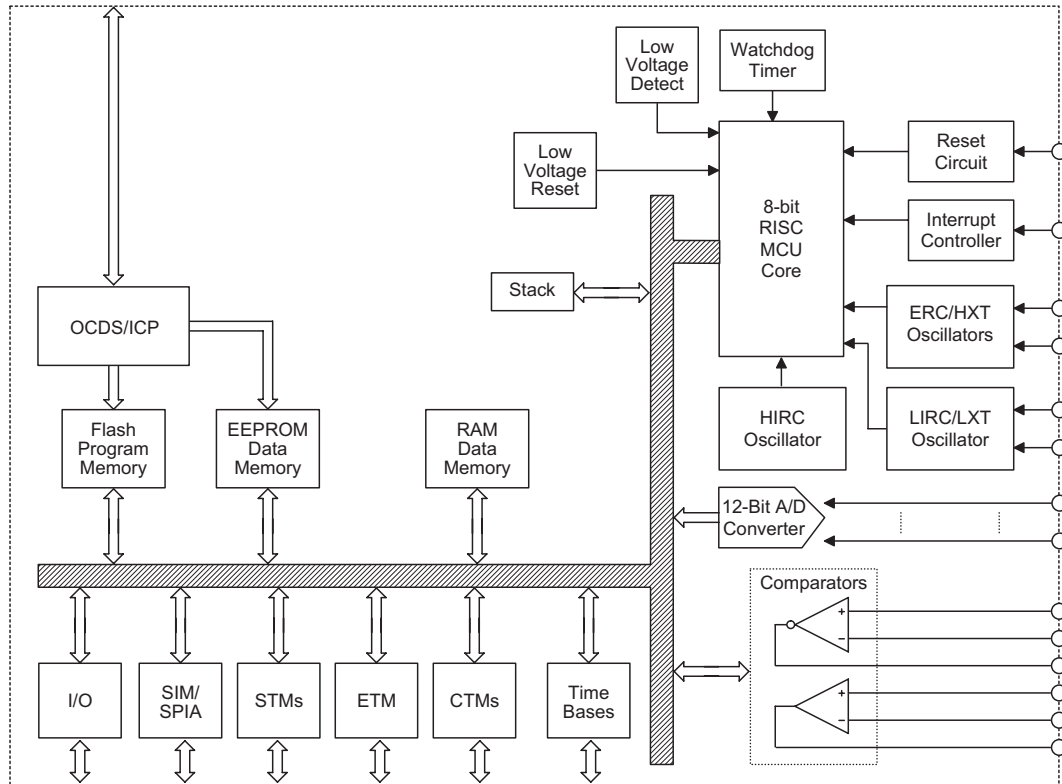 Low
Voltage
Detect
Watchdog
Timer
Low
Voltage
Reset
8-bit
RISC
MCU
Core
Reset
Circuit
Interrupt
Controller
Stack
OCDS/ICP
ERC/HXT
Oscillators
HIRC
Oscillator
LIRC/LXT
Oscillator
Flash
Program
Memory
EEPROM
Data
Memory
RAM
Data
Memory
12-Bit A/D
Converter
Comparators
+
−
+
−
I/O
SIM/
SPIA
STMs
ETM
CTMs
Time
Bases